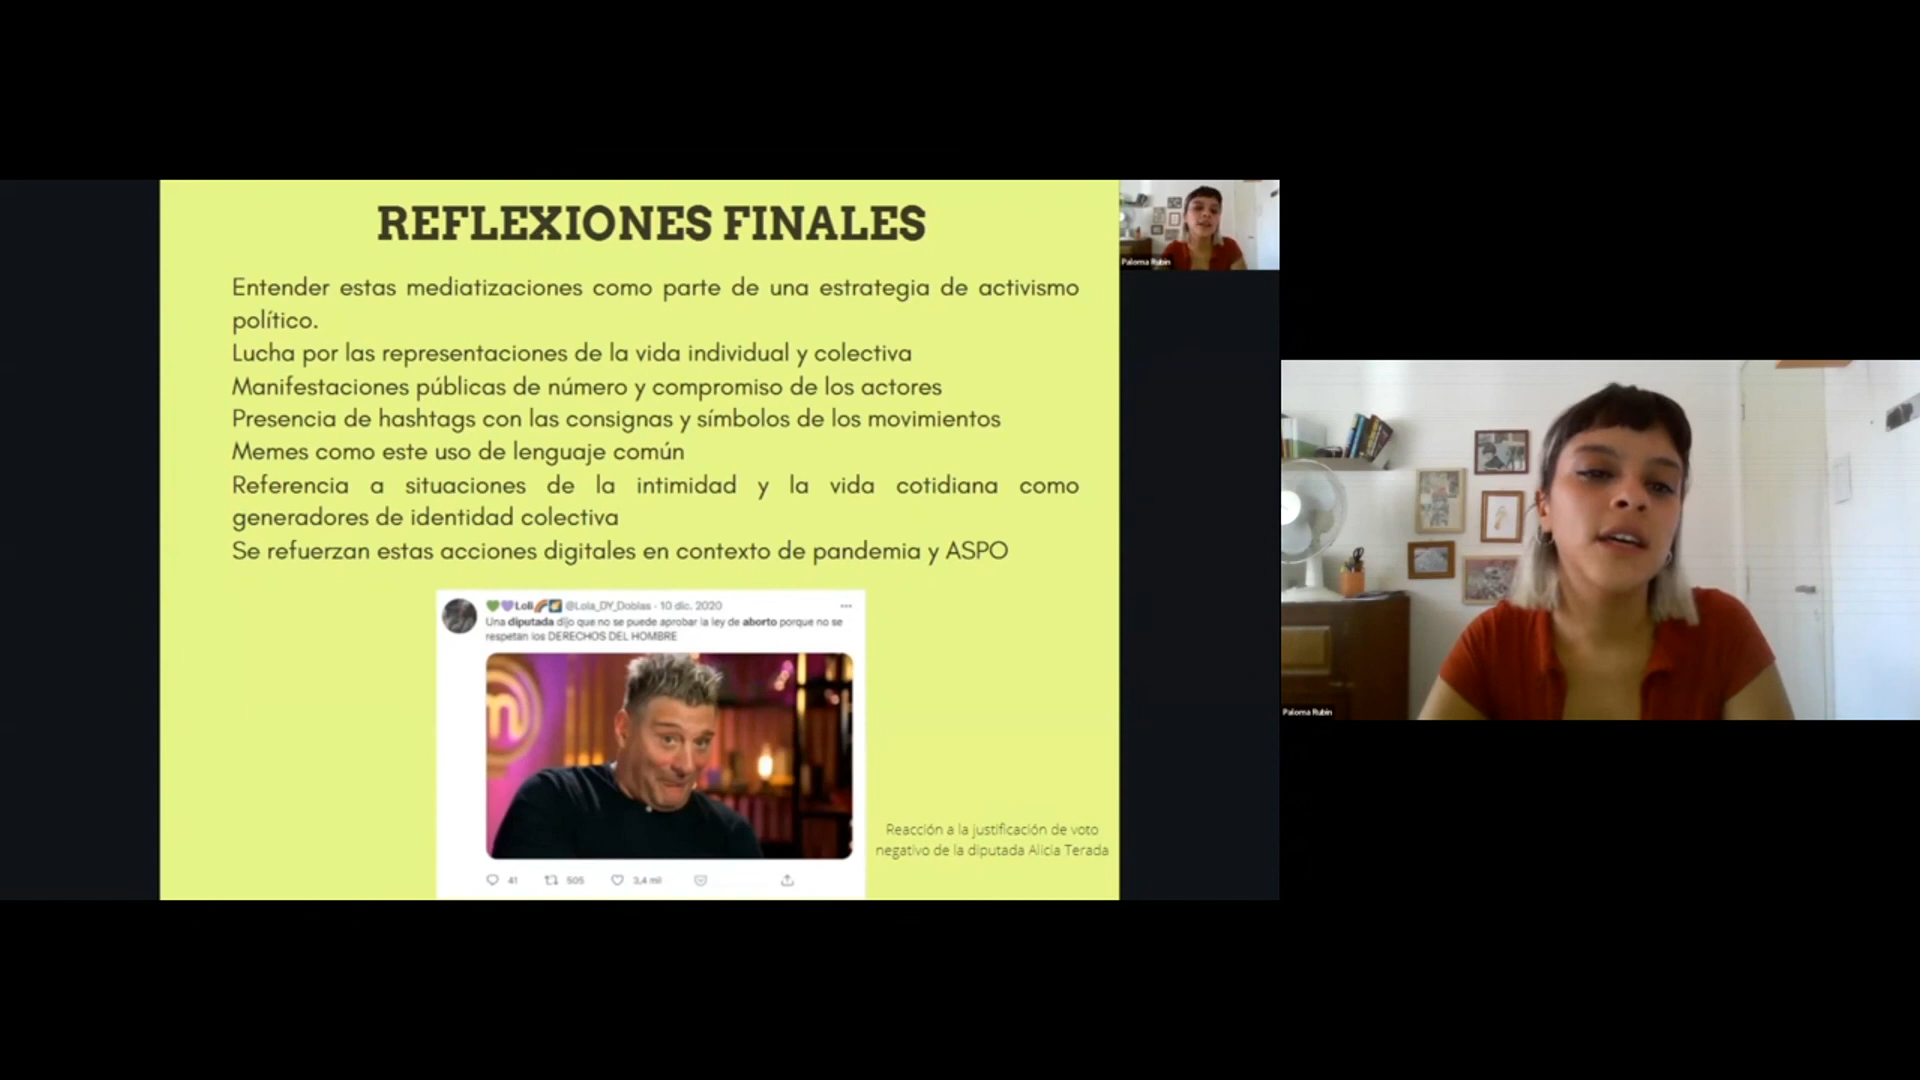 REFLEXIONES FINALES
Entender estas mediatizaciones como parte de una estrategia de activismo
político.
Lucha por las representaciones de la vida individual y colectiva
Manifestaciones públicas de número y compromiso de los actores
Presencia de hashtags con las consignas y símbolos de los movimientos
Memes como este uso de lenguaje común
Referencia a situaciones de la intimidad y la vida cotidiana como
generadores de identidad colectiva
Se refuerzan estas acciones digitales en contexto de pandemia y ASPO
Loli @Lola_DY_Doblas · 10 dic. 2020
Una diputada dijo que no se puede aprobar la ley de aborto porque no se
respetan los DERECHOS DEL HOMBRE
41 505 3,4 mil
Reacción a la justificación de voto
negativo de la diputada Alicia Terada
Paloma Rubin
Paloma Rubin